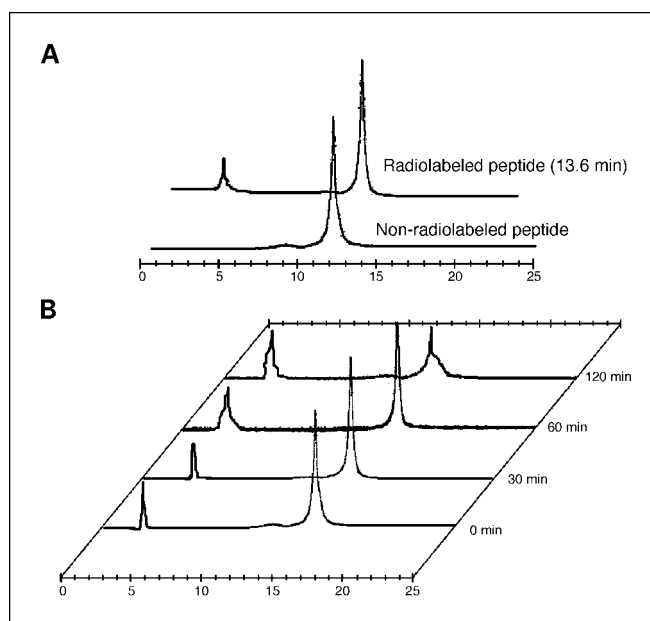 A
Radiolabeled peptide (13.6 min)
Non-radiolabeled peptide
0 5 10 15 20 25
B
120 min
60 min
30 min
0 min
0 5 10 15 20 25